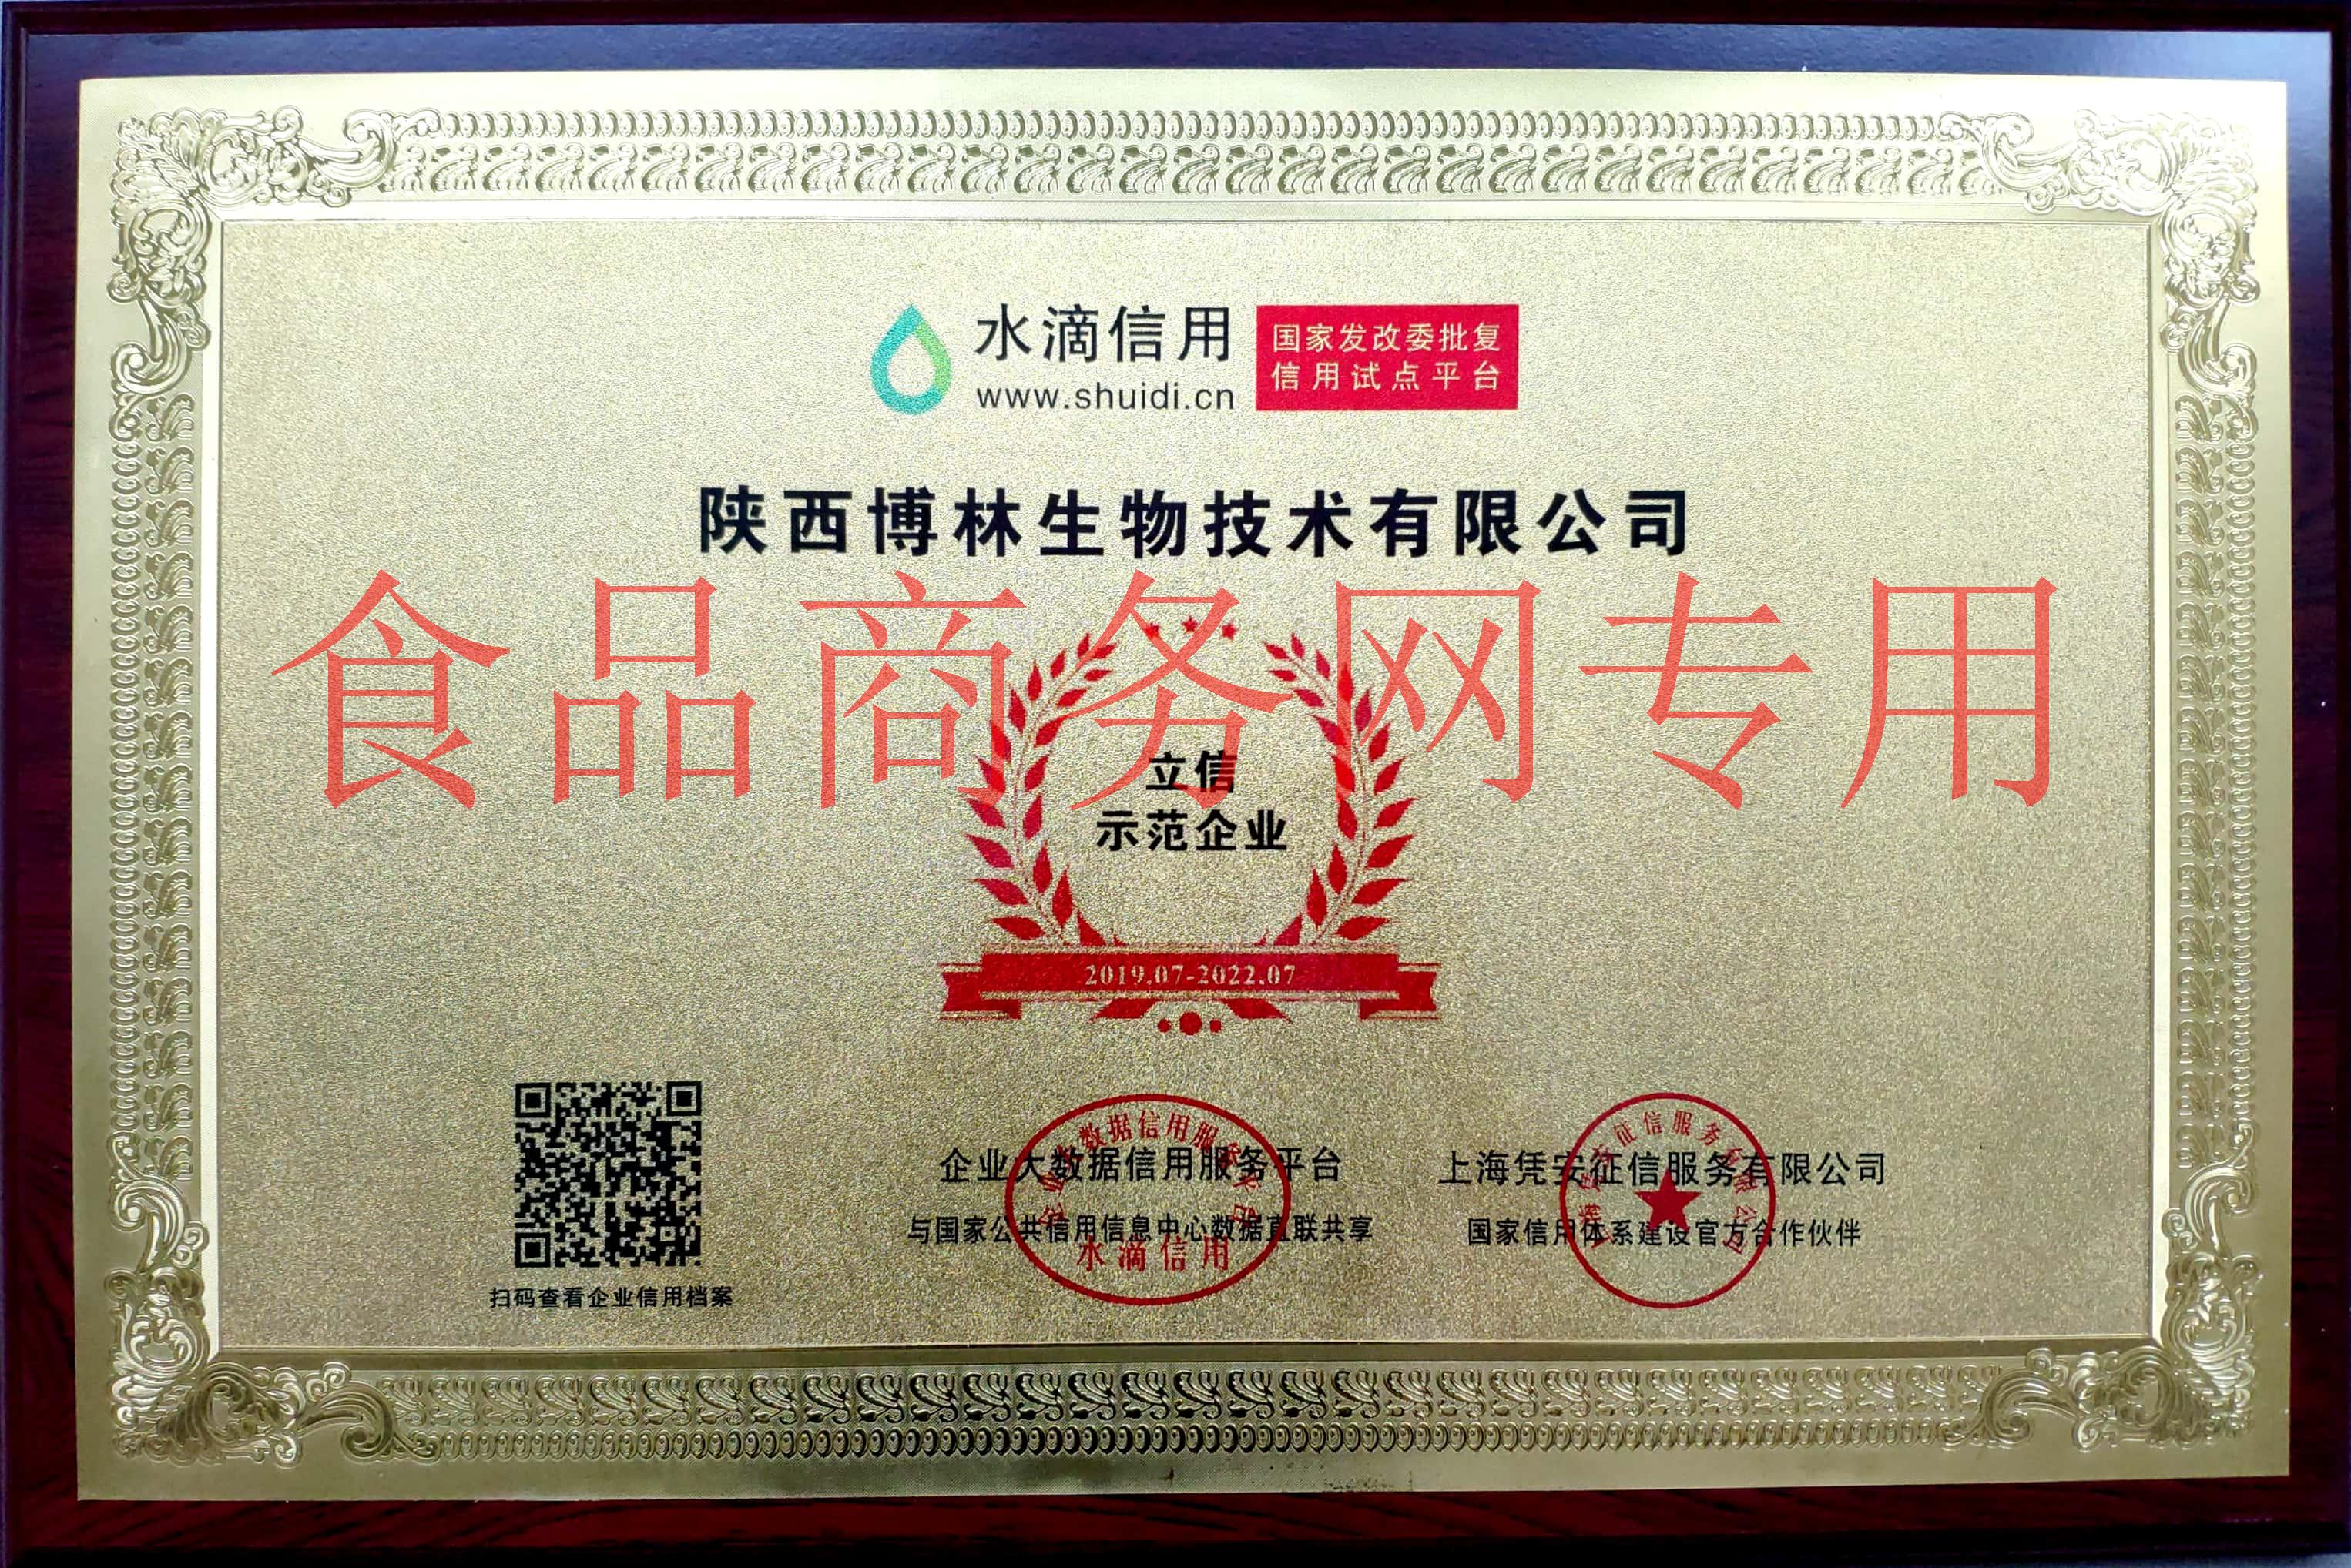 水滴信用
www.shuidi.cn
国家发改委批复
信用试点平台
陕西博林生物技术有限公司
食品商务网专用
立信
示范企业
2019.07-2022.07
扫码查看企业信用档案
企业大数据信用服务平台
与国家公共信用信息中心数据直联共享
水滴信用
上海凭安征信服务有限公司
国家信用体系建设官方合作伙伴